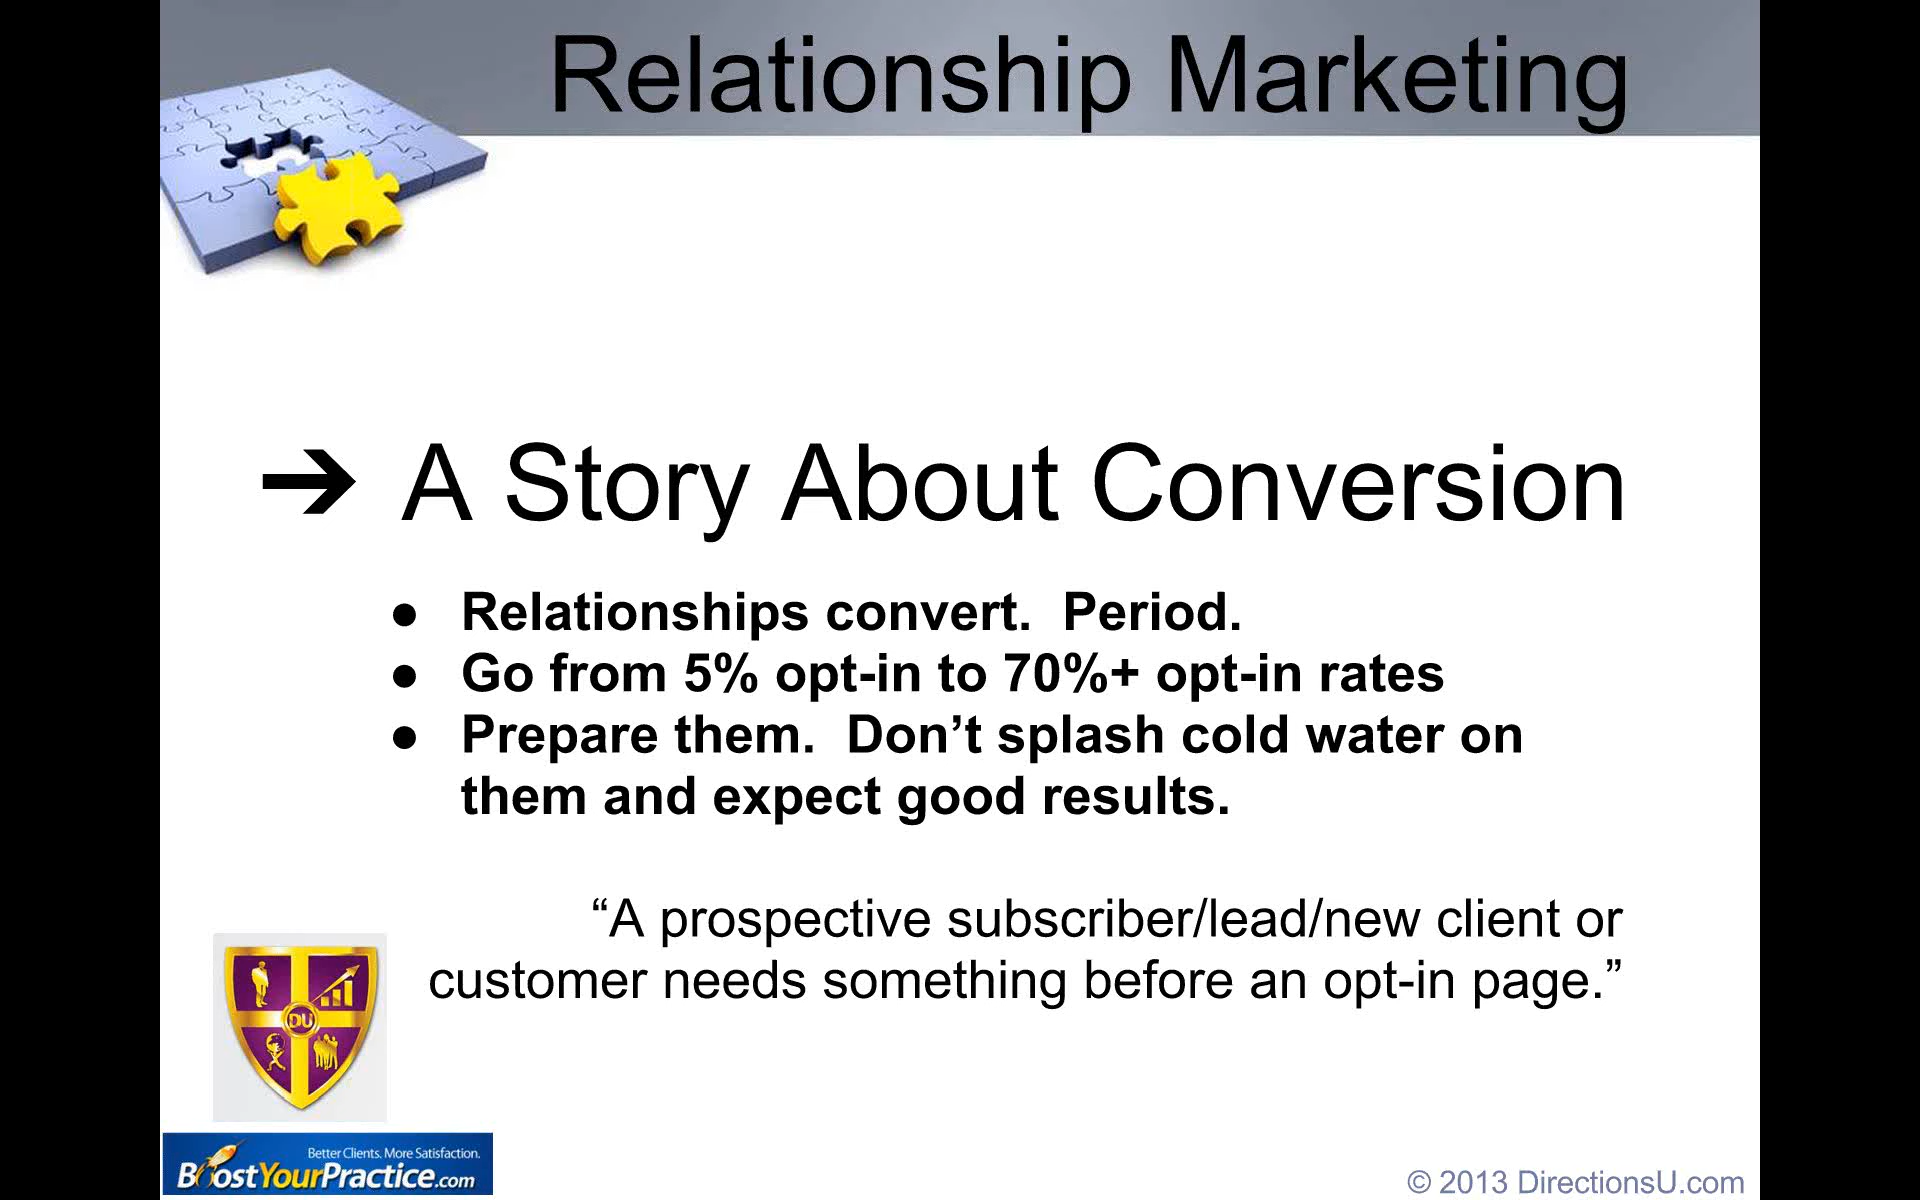 Relationship Marketing
➔ A Story About Conversion
● Relationships convert.  Period.
● Go from 5% opt-in to 70%+ opt-in rates
● Prepare them.  Don’t splash cold water on
them and expect good results.
“A prospective subscriber/lead/new client or
customer needs something before an opt-in page.”
DU
Better Clients. More Satisfaction.
BoostYourPractice.com
© 2013 DirectionsU.com